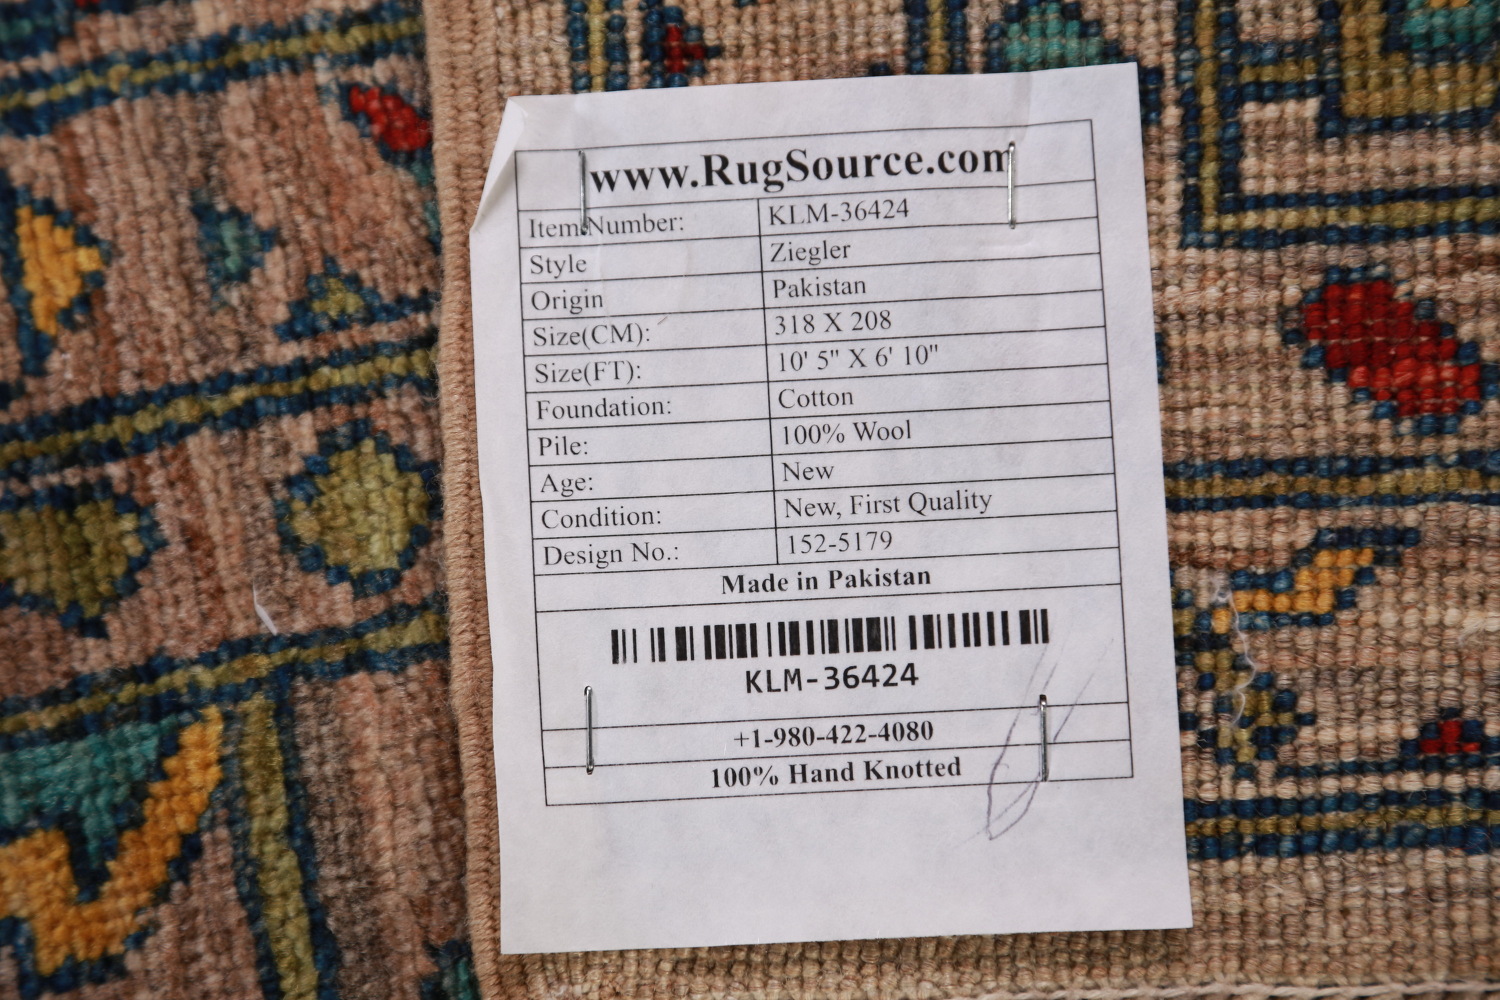 www.RugSource.com
Item Number: KLM-36424
Style Ziegler
Origin Pakistan
Size(CM): 318 X 208
Size(FT): 10' 5" X 6' 10"
Foundation: Cotton
Pile: 100% Wool
Age: New
Condition: New, First Quality
Design No.: 152-5179
Made in Pakistan
KLM-36424
+1-980-422-4080
100% Hand Knotted